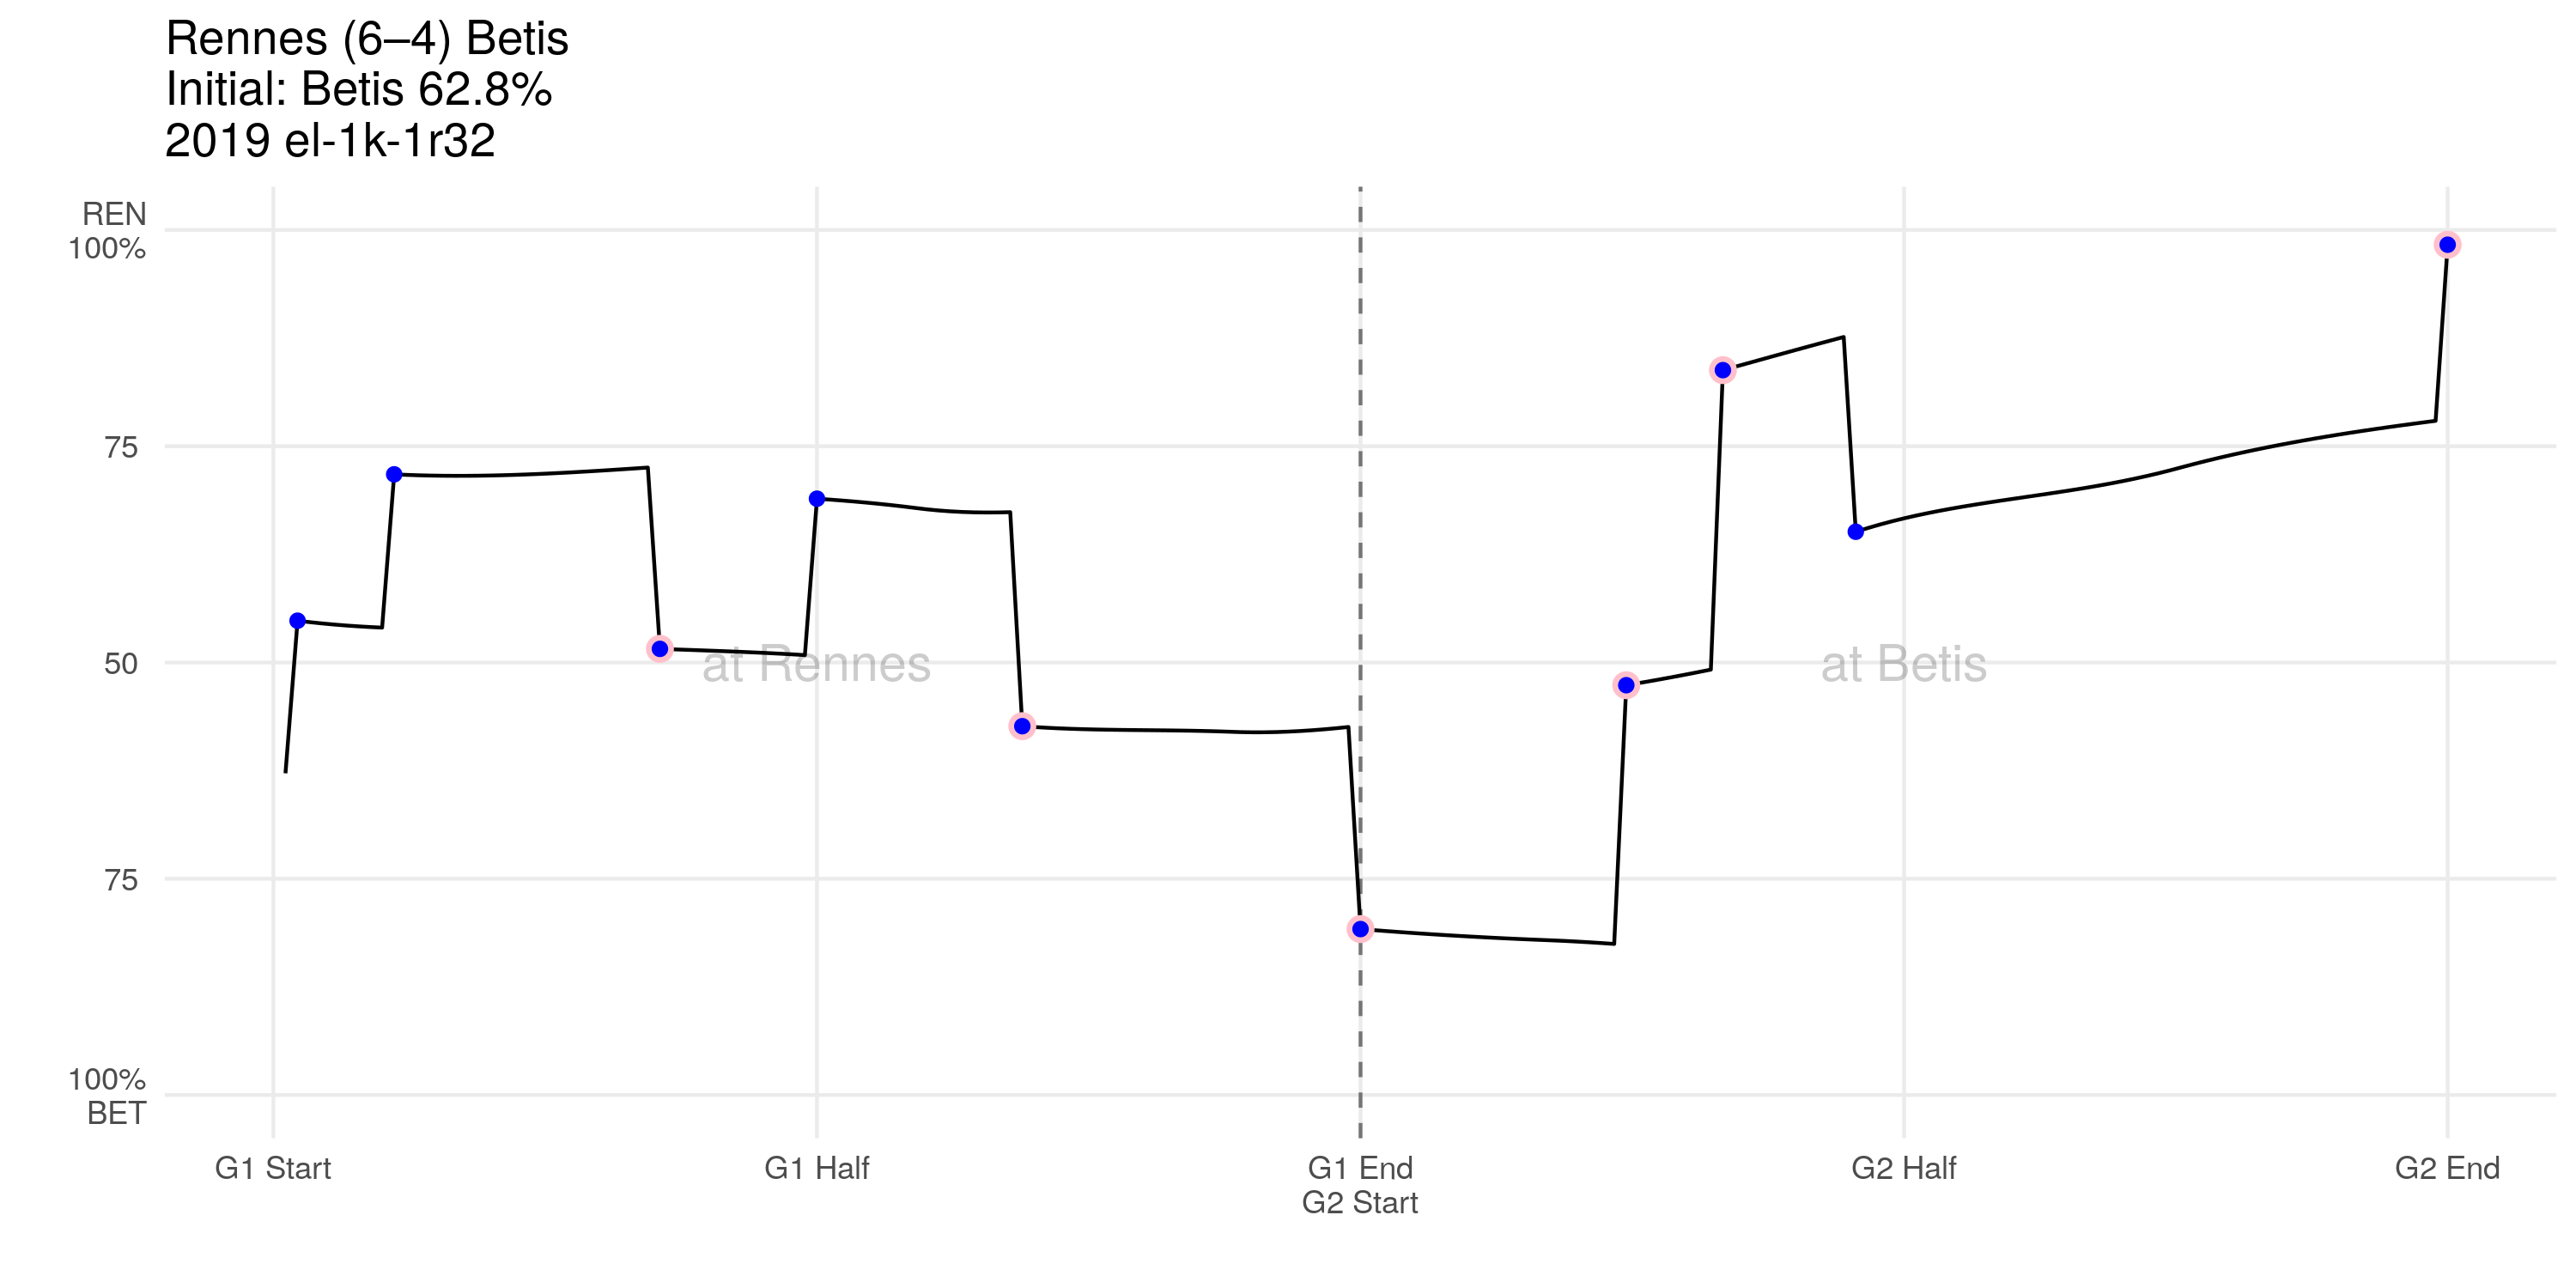 Rennes (6–4) Betis
Initial: Betis 62.8%
2019 el-1k-1r32
REN
100%
75
50
75
100%
BET
at Rennes
at Betis
G1 Start
G1 Half
G1 End
G2 Start
G2 Half
G2 End